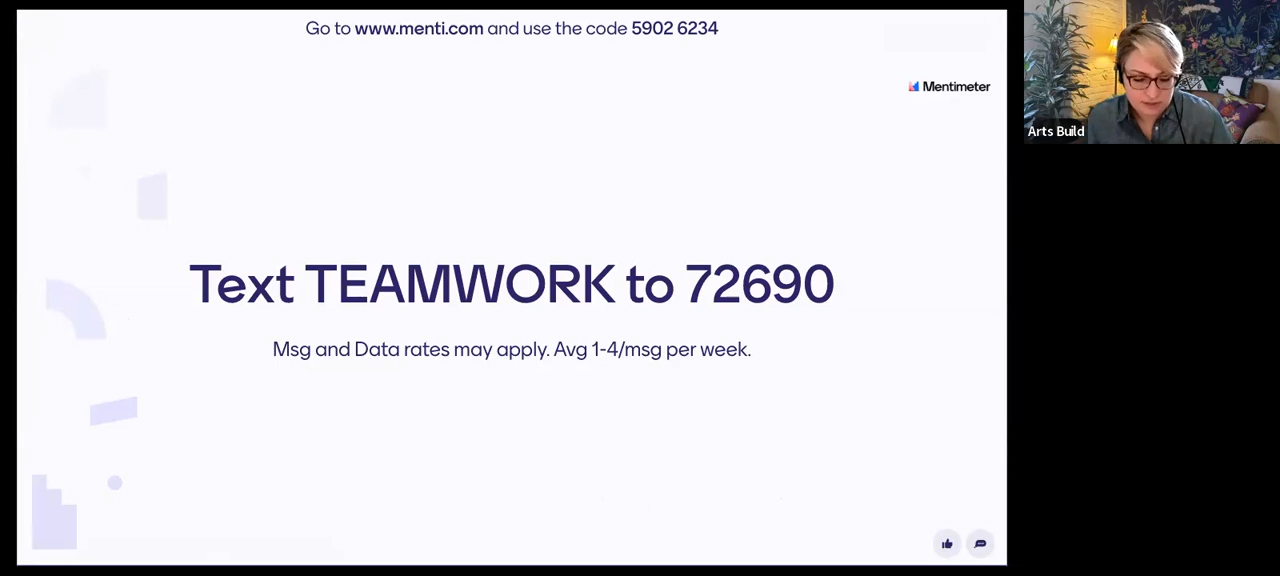 Go to www.menti.com and use the code 5902 6234
Mentimeter
Arts Build
Text TEAMWORK to 72690
Msg and Data rates may apply. Avg 1-4/msg per week.